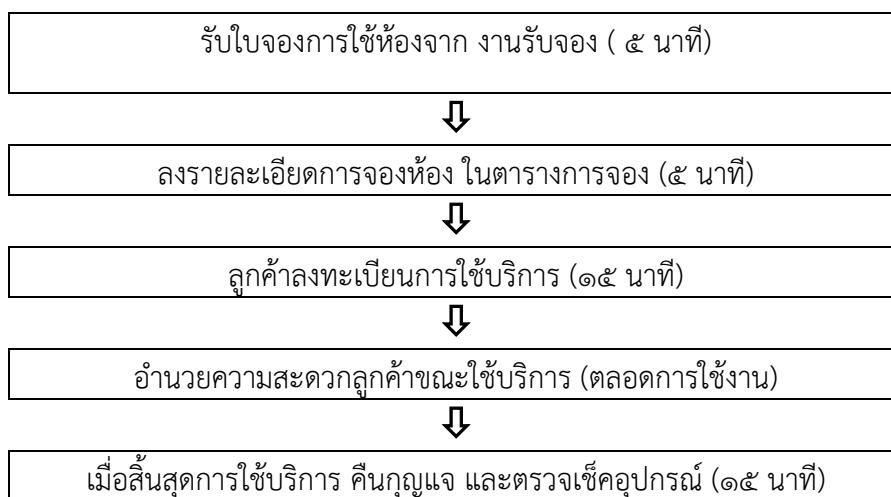 รับใบจองการใช้ห้องจาก งานรับจอง ( ๕ นาที)
ลงรายละเอียดการจองห้อง ในตารางการจอง (๕ นาที)
ลูกค้าลงทะเบียนการใช้บริการ (๑๕ นาที)
อำนวยความสะดวกลูกค้าขณะใช้บริการ (ตลอดการใช้งาน)
เมื่อสิ้นสุดการใช้บริการ คืนกุญแจ และตรวจเช็คอุปกรณ์ (๑๕ นาที)